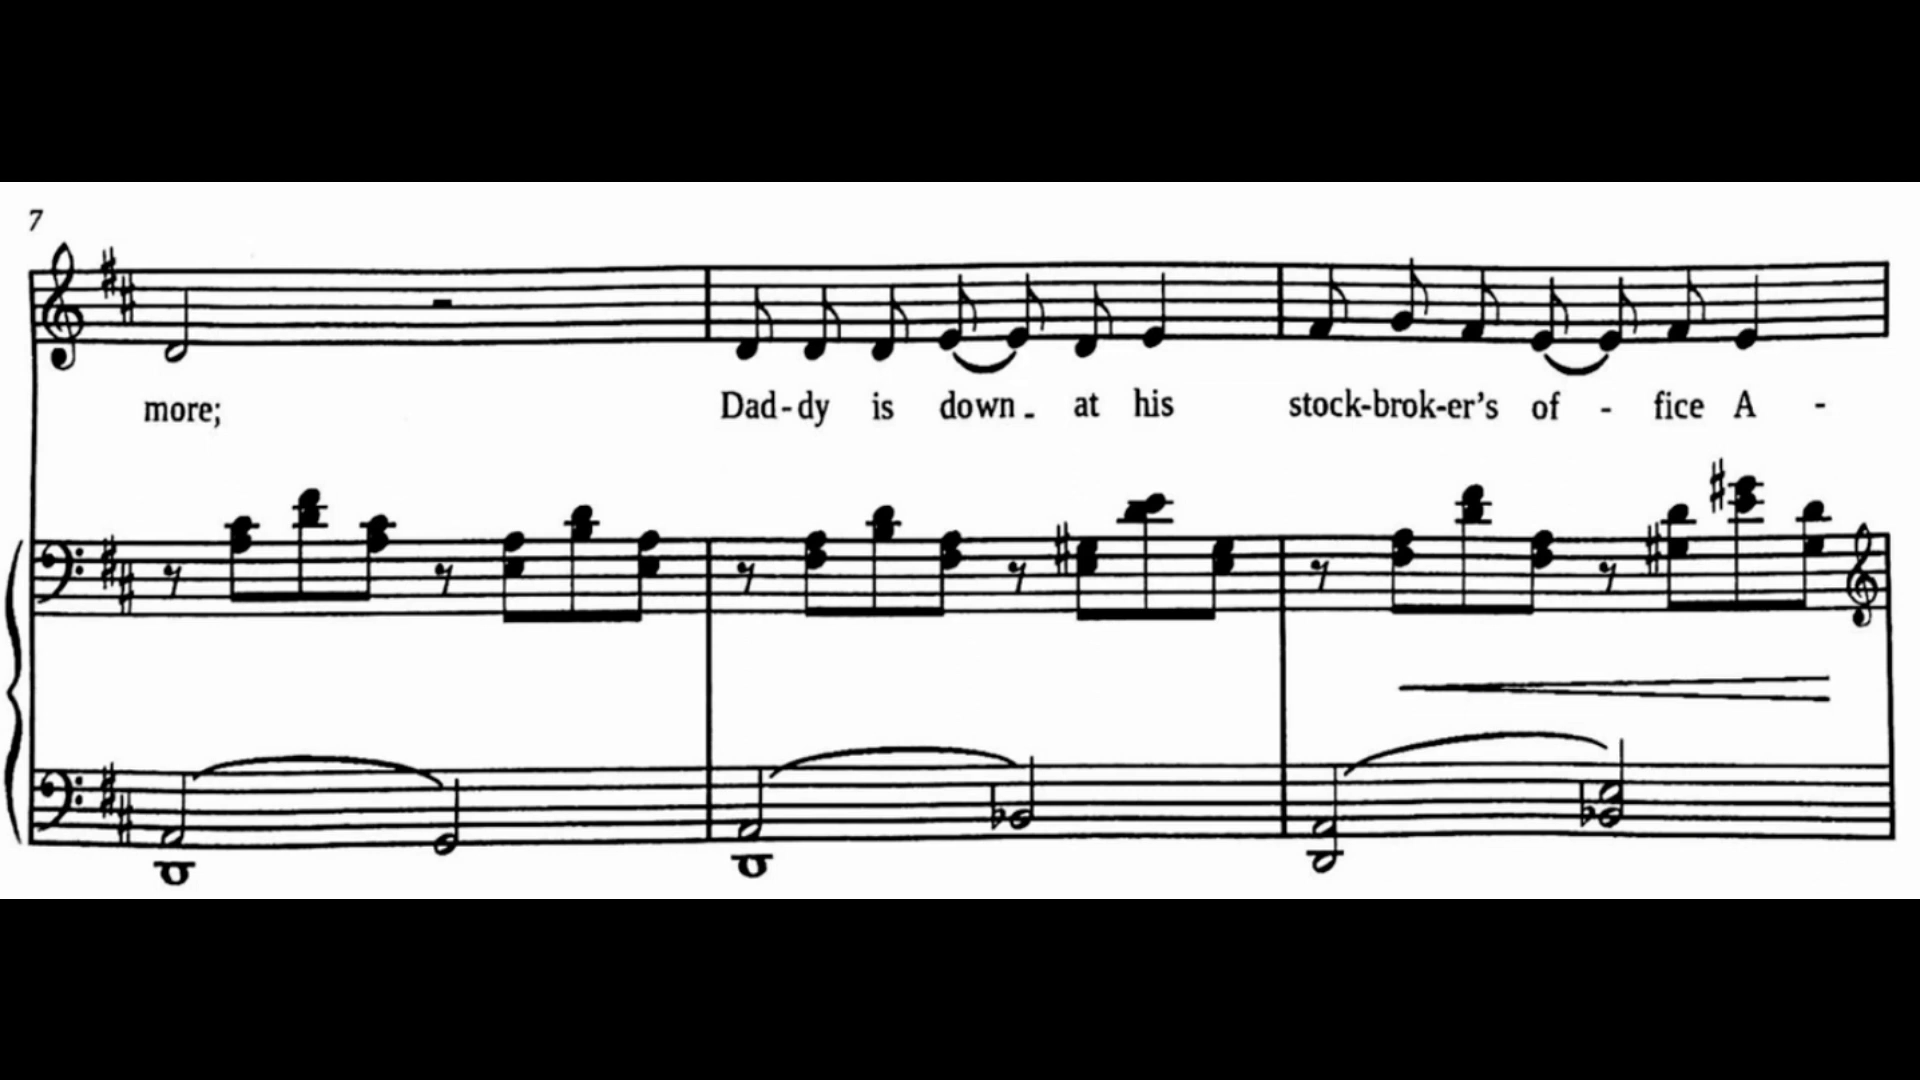 7
more; Dad-dy is down - at his stock-brok-er’s of - fice A -